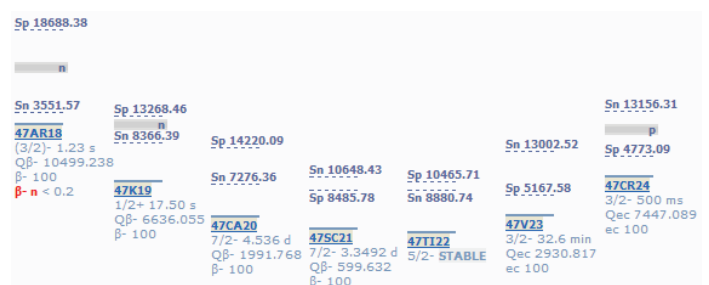 Sp 18688.38
n
Sn 3551.57
47AR18
(3/2)- 1.23 s
Qβ- 10499.238
β- 100
β- n < 0.2
Sp 13268.46
n
Sn 8366.39
47K19
1/2+ 17.50 s
Qβ- 6636.055
β- 100
Sp 14220.09
Sn 7276.36
47CA20
7/2- 4.536 d
Qβ- 1991.768
β- 100
Sn 10648.43
Sp 8485.78
47SC21
7/2- 3.3492 d
Qβ- 599.632
β- 100
Sp 10465.71
Sn 8880.74
47TI22
5/2- STABLE
Sn 13002.52
Sp 5167.58
47V23
3/2- 32.6 min
Qec 2930.817
ec 100
Sn 13156.31
p
Sp 4773.09
47CR24
3/2- 500 ms
Qec 7447.089
ec 100